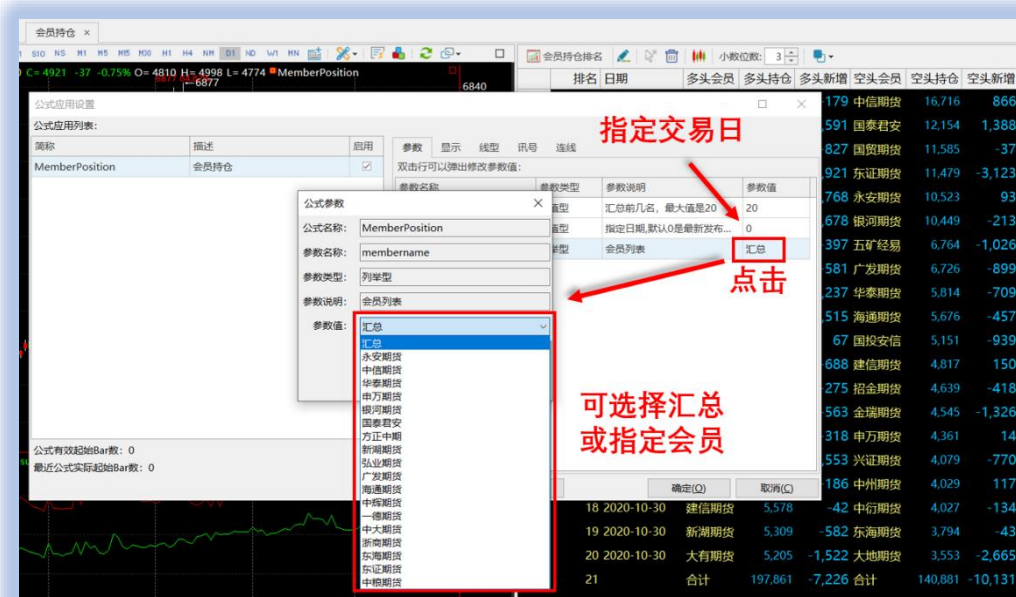 会员持仓 ×
S10 NS M1 M5 M15 M30 H1 H4 NM D1 ND W1 MN
C= 4921 -37 -0.75% O= 4810 H= 4998 L= 4774 MemberPosition
6877
6840
会员持仓排名 小数位数: 3
排名 日期 多头会员 多头持仓 多头新增 空头会员 空头持仓 空头新增
公式应用设置
公式应用列表:
简称 描述 启用
MemberPosition 会员持仓
参数 显示 线型 讯号 连线
双击行可以弹出修改参数值:
参数名称 参数类型 参数说明 参数值
值型 汇总前几名，最大值是20 20
值型 指定日期,默认0是最新发布... 0
举型 会员列表 汇总
指定交易日
点击
公式参数
公式名称: MemberPosition
参数名称: membername
参数类型: 列举型
参数说明: 会员列表
参数值: 汇总
汇总
永安期货
中信期货
华泰期货
申万期货
银河期货
国泰君安
方正中期
新湖期货
弘业期货
广发期货
海通期货
中辉期货
一德期货
中大期货
浙商期货
东海期货
东证期货
中粮期货
可选择汇总
或指定会员
公式有效起始Bar数: 0
最近公式实际起始Bar数: 0
确定(O) 取消(C)
179 中信期货 16,716 866
,591 国泰君安 12,154 1,388
827 国贸期货 11,585 -37
,921 东证期货 11,479 -3,123
,768 永安期货 10,523 93
,678 银河期货 10,449 -213
397 五矿经易 6,764 -1,026
581 广发期货 6,726 -899
,237 华泰期货 5,814 -709
,515 海通期货 5,676 -457
67 国投安信 5,151 -939
688 建信期货 4,817 150
275 招金期货 4,639 -418
563 金瑞期货 4,545 -1,326
318 申万期货 4,361 14
,553 兴证期货 4,079 -770
186 中州期货 4,029 117
18 2020-10-30 建信期货 5,578 -42 中衍期货 4,027 -134
19 2020-10-30 新湖期货 5,309 -582 东海期货 3,794 -43
20 2020-10-30 大有期货 5,205 -1,522 大地期货 3,553 -2,665
21 合计 197,861 -7,226 合计 140,881 -10,131